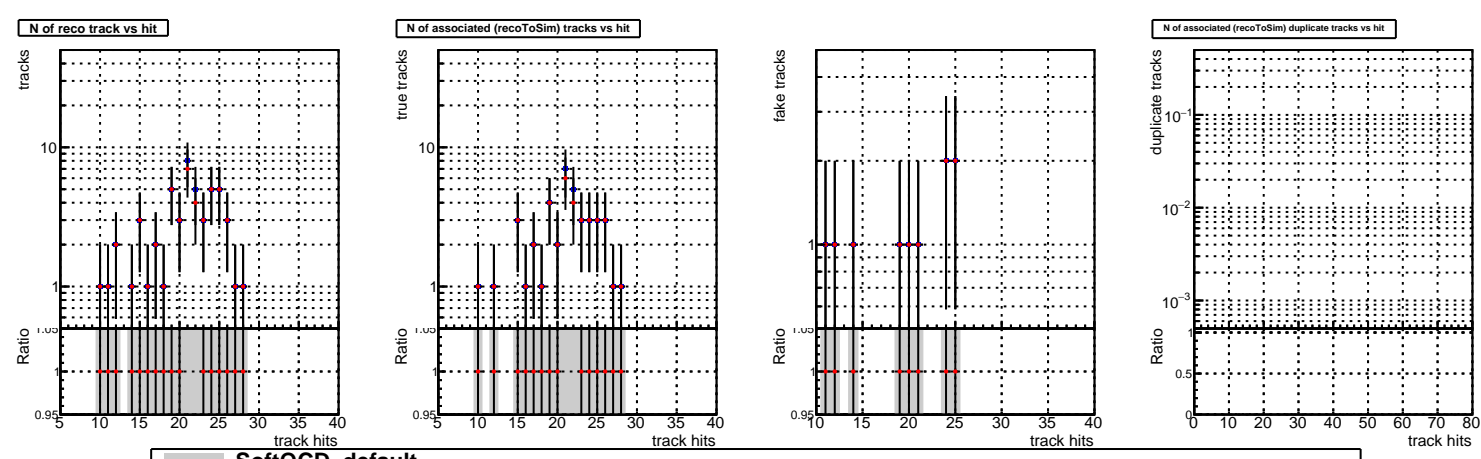 N of reco track vs hit
tracks
10
1
1.05
Ratio
1
0.95
5 10 15 20 25 30 35 40
track hits
N of associated (recoToSim) tracks vs hit
true tracks
10
1
1.05
Ratio
1
0.95
5 10 15 20 25 30 35 40
track hits
fake tracks
1
1.05
Ratio
1
0.95
10 15 20 25 30 35 40
track hits
N of associated (recoToSim) duplicate tracks vs hit
duplicate tracks
10⁻¹
10⁻²
10⁻³
Ratio
1
0.5
0
0 10 20 30 40 50 60 70 80
track hits
SoftQCD_default